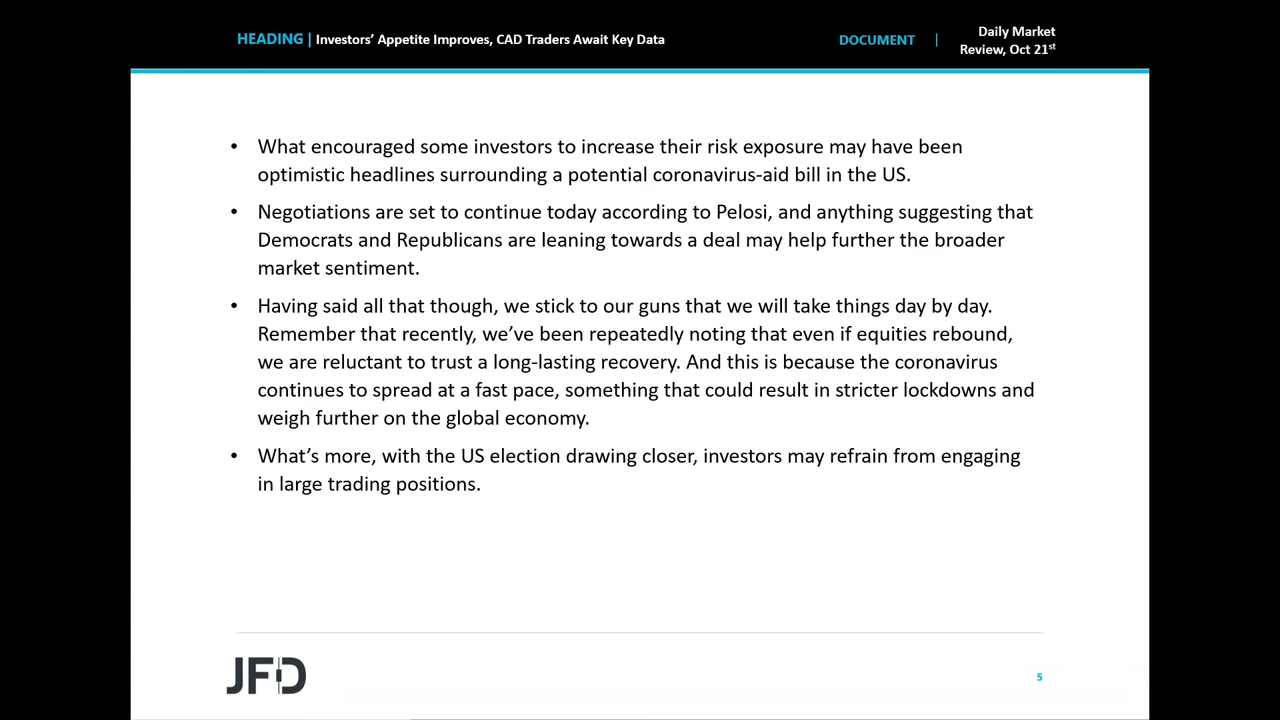 HEADING | Investors’ Appetite Improves, CAD Traders Await Key Data
DOCUMENT |
Daily Market
Review, Oct 21st
• What encouraged some investors to increase their risk exposure may have been
optimistic headlines surrounding a potential coronavirus-aid bill in the US.
• Negotiations are set to continue today according to Pelosi, and anything suggesting that
Democrats and Republicans are leaning towards a deal may help further the broader
market sentiment.
• Having said all that though, we stick to our guns that we will take things day by day.
Remember that recently, we’ve been repeatedly noting that even if equities rebound,
we are reluctant to trust a long-lasting recovery. And this is because the coronavirus
continues to spread at a fast pace, something that could result in stricter lockdowns and
weigh further on the global economy.
• What’s more, with the US election drawing closer, investors may refrain from engaging
in large trading positions.
JFD
5